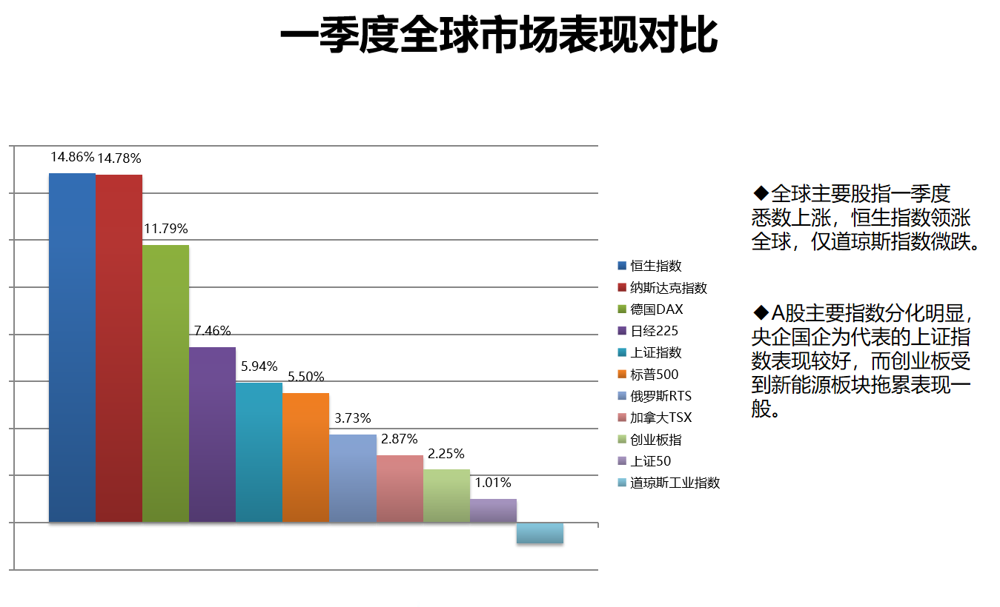 一季度全球市场表现对比
14.86%
14.78%
11.79%
7.46%
5.94%
5.50%
3.73%
2.87%
2.25%
1.01%
恒生指数
纳斯达克指数
德国DAX
日经225
上证指数
标普500
俄罗斯RTS
加拿大TSX
创业板指
上证50
道琼斯工业指数
◆全球主要股指一季度
悉数上涨，恒生指数领涨
全球，仅道琼斯指数微跌。
◆A股主要指数分化明显，
央企国企为代表的上证指
数表现较好，而创业板受
到新能源板块拖累表现一
般。